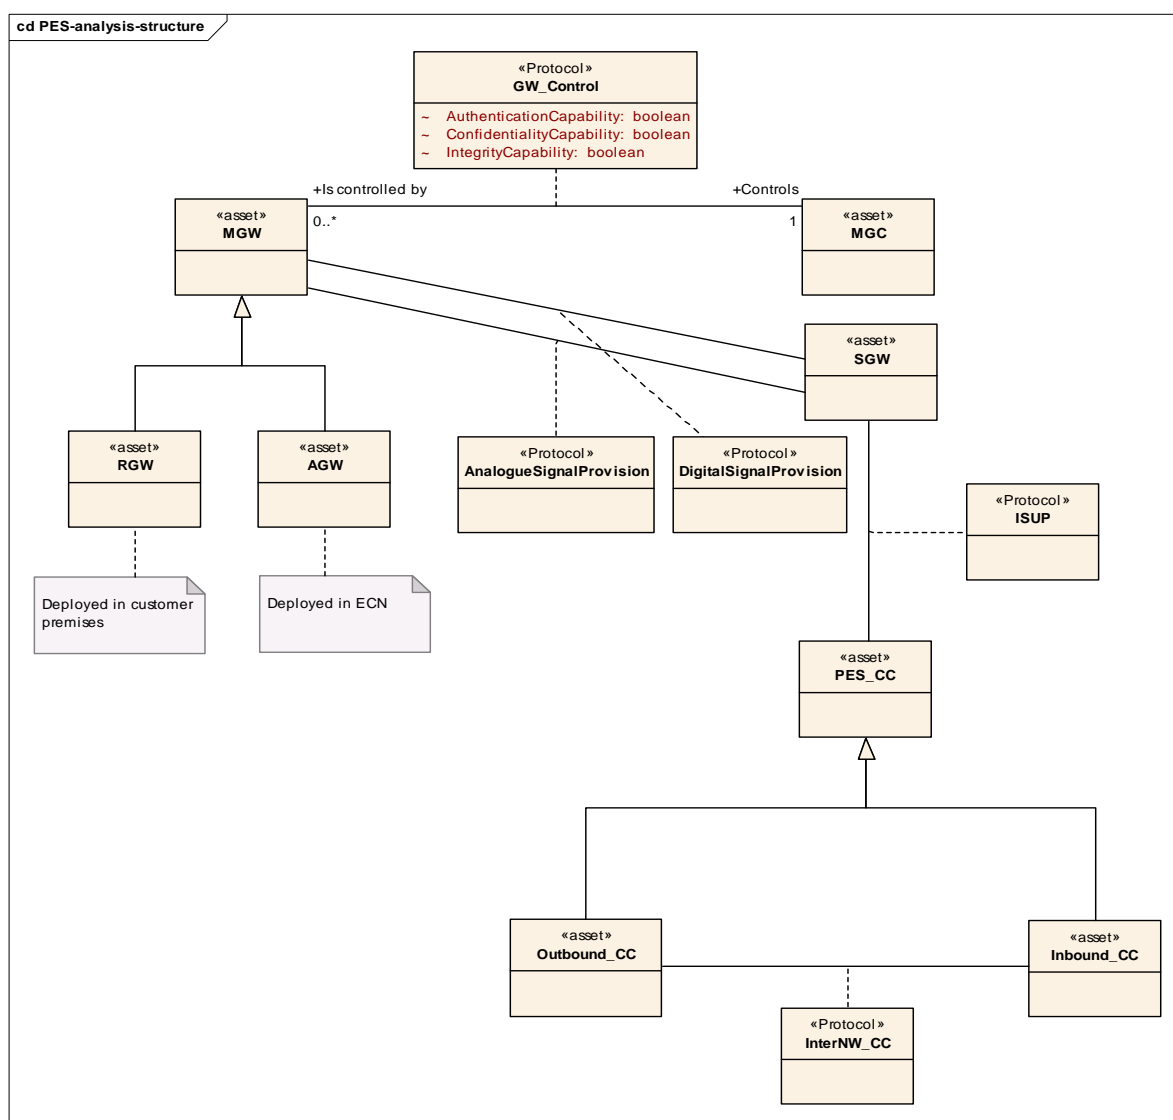 cd PES-analysis-structure
«Protocol»
GW_Control
~ AuthenticationCapability: boolean
~ ConfidentialityCapability: boolean
~ IntegrityCapability: boolean
+Is controlled by
+Controls
0..*
1
«asset»
MGW
«asset»
MGC
«asset»
SGW
«asset»
RGW
«asset»
AGW
«Protocol»
AnalogueSignalProvision
«Protocol»
DigitalSignalProvision
«Protocol»
ISUP
Deployed in customer
premises
Deployed in ECN
«asset»
PES_CC
«asset»
Outbound_CC
«asset»
Inbound_CC
«Protocol»
InterNW_CC